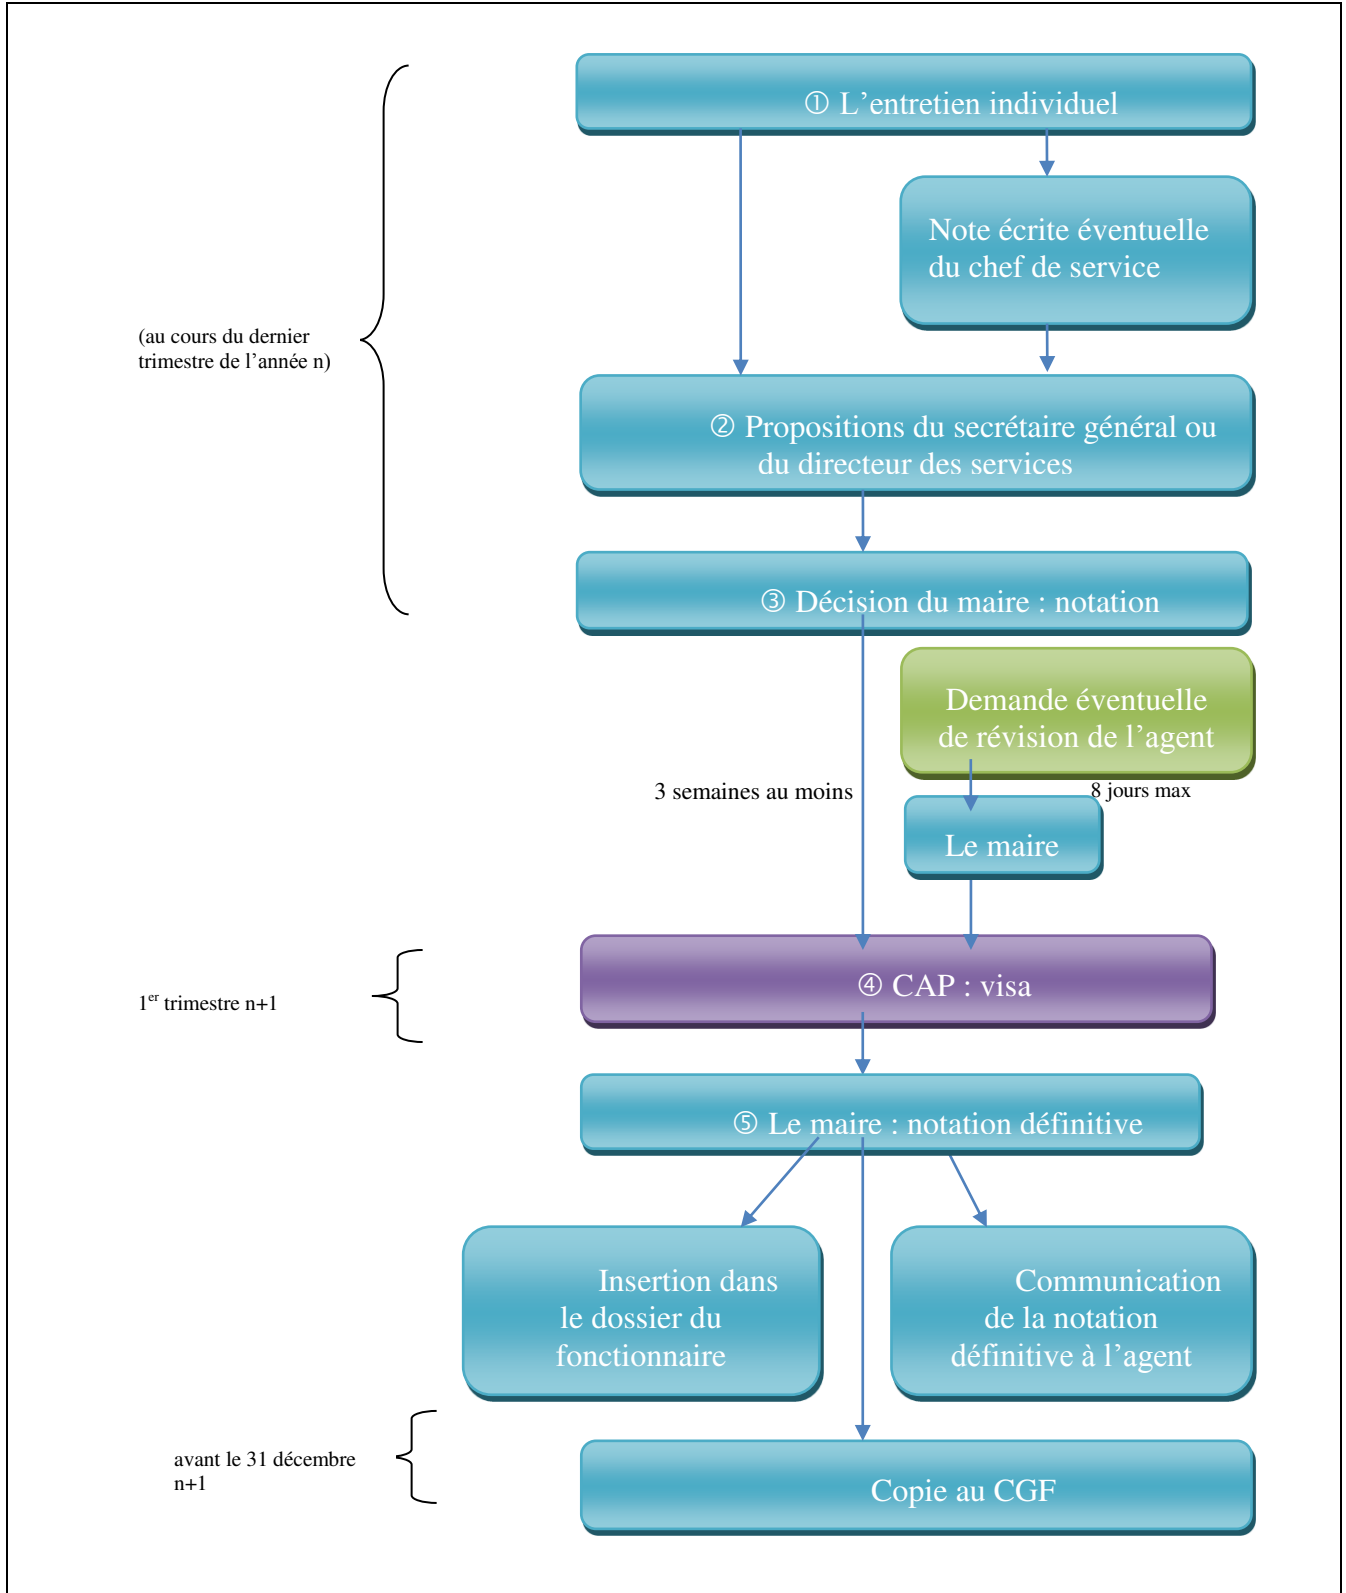 ① L’entretien individuel
Note écrite éventuelle
du chef de service
(au cours du dernier
trimestre de l’année n)
② Propositions du secrétaire général ou
du directeur des services
③ Décision du maire : notation
Demande éventuelle
de révision de l’agent
3 semaines au moins
8 jours max
Le maire
1er trimestre n+1
④ CAP : visa
⑤ Le maire : notation définitive
Insertion dans
le dossier du
fonctionnaire
Communication
de la notation
définitive à l’agent
avant le 31 décembre
n+1
Copie au CGF